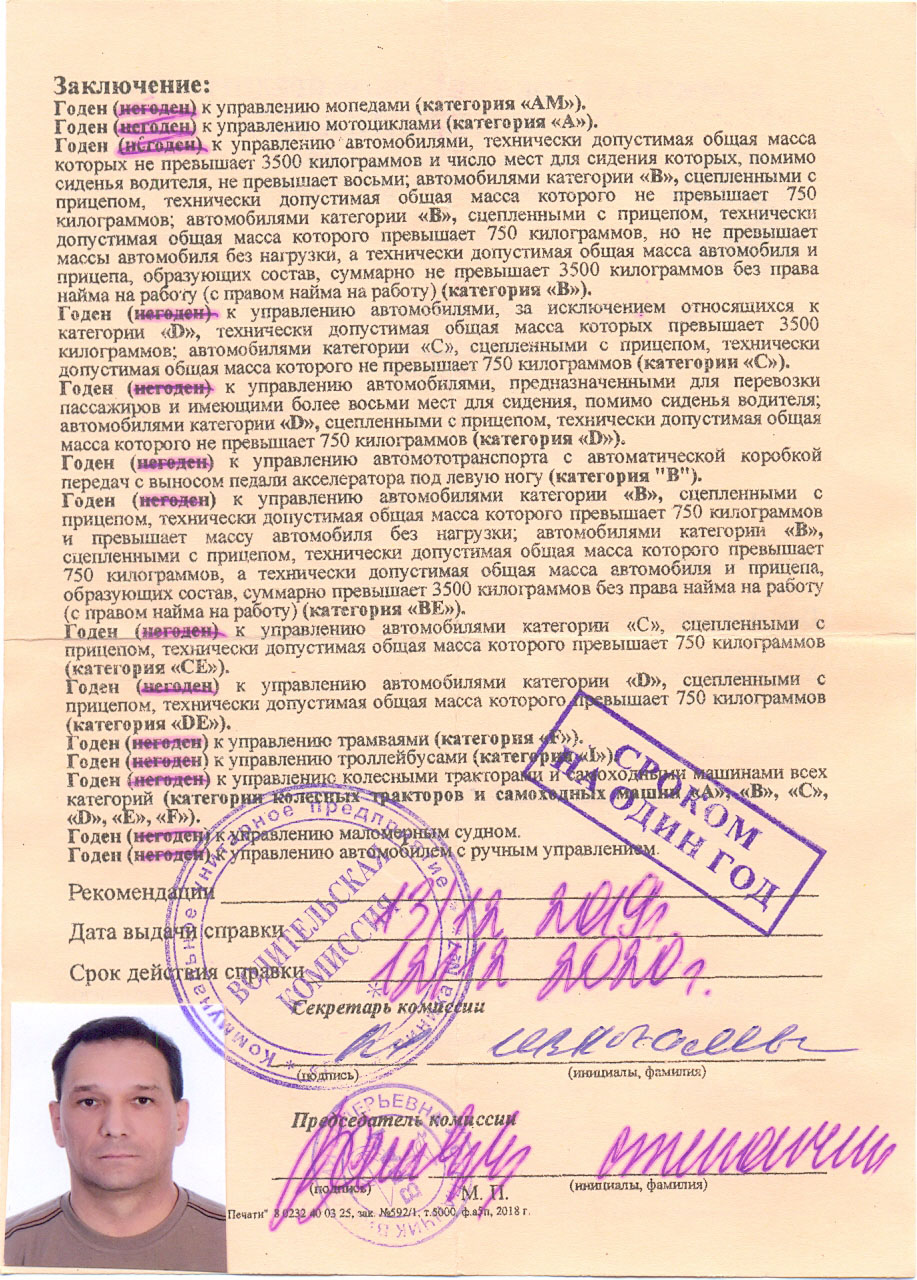 Заключение:
Годен (негоден) к управлению мопедами (категория «AM»).
Годен (негоден) к управлению мотоциклами (категория «А»).
Годен (негоден) к управлению автомобилями, технически допустимая общая масса
которых не превышает 3500 килограммов и число мест для сидения которых, помимо
сиденья водителя, не превышает восьми; автомобилями категории «В», сцепленными с
прицепом, технически допустимая общая масса которого не превышает 750
килограммов; автомобилями категории «В», сцепленными с прицепом, технически
допустимая общая масса которого превышает 750 килограммов, но не превышает
массы автомобиля без нагрузки, а технически допустимая общая масса автомобиля и
прицепа, образующих состав, суммарно не превышает 3500 килограммов без права
найма на работу (с правом найма на работу) (категория «В»).
Годен (негоден) к управлению автомобилями, за исключением относящихся к
категории «D», технически допустимая общая масса которых превышает 3500
килограммов; автомобилями категории «С», сцепленными с прицепом, технически
допустимая общая масса которого не превышает 750 килограммов (категория «С»).
Годен (негоден) к управлению автомобилями, предназначенными для перевозки
пассажиров и имеющими более восьми мест для сидения, помимо сиденья водителя;
автомобилями категории «D», сцепленными с прицепом, технически допустимая общая
масса которого не превышает 750 килограммов (категория «D»).
Годен (негоден) к управлению автомототранспорта с автоматической коробкой
передач с выносом педали акселератора под левую ногу (категория "В").
Годен (негоден) к управлению автомобилями категории «В», сцепленными с
прицепом, технически допустимая общая масса которого превышает 750 килограммов
и превышает массу автомобиля без нагрузки; автомобилями категории «В»,
сцепленными с прицепом, технически допустимая общая масса которого превышает
750 килограммов, а технически допустимая общая масса автомобиля и прицепа,
образующих состав, суммарно превышает 3500 килограммов без права найма на работу
(с правом найма на работу) (категория «ВЕ»).
Годен (негоден) к управлению автомобилями категории «С», сцепленными с
прицепом, технически допустимая общая масса которого превышает 750 килограммов
(категория «СЕ»).
Годен (негоден) к управлению автомобилями категории «D», сцепленными с
прицепом, технически допустимая общая масса которого превышает 750 килограммов
(категория «DE»).
Годен (негоден) к управлению трамваями (категория «F»).
Годен (негоден) к управлению троллейбусами (категория «I»)
Годен (негоден) к управлению колесными тракторами и самоходными машинами всех
категорий (категории колесных тракторов и самоходных машин «А», «В», «С»,
«D», «Е», «F»).
Годен (негоден) к управлению маломерным судном.
Годен (негоден) к управлению автомобилем с ручным управлением.
СРОКОМ
НА ОДИН ГОД
Рекомендации
Дата выдачи справки 13/12 2019г.
Срок действия справки 12/12 2020г.
Коммунальное унитарное предприятие
ВОДИТЕЛЬСКАЯ
КОМИССИЯ
Секретарь комиссии
(подпись) (инициалы, фамилия)
Председатель комиссии
(подпись) М. П. (инициалы, фамилия)
Печати" 8 0232 40 03 25, зак. №592/1, т.5000, ф.а5п, 2018 г.